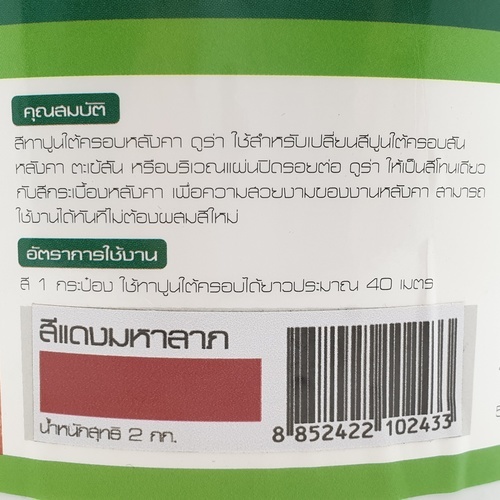 คุณสมบัติ
สีทาปูนใต้ครอบหลังคา ดูร่า ใช้สำหรับเปลี่ยนสีปูนใต้ครอบสัน
หลังคา ตะเข้สัน หรือบริเวณแผ่นปิดรอยต่อ ดูร่า ให้เป็นสีโทนเดียว
กับสีกระเบื้องหลังคา เพื่อความสวยงามของงานหลังคา สามารถ
ใช้งานได้ทันทีไม่ต้องผสมสีใหม่
อัตราการใช้งาน
สี 1 กระป๋อง ใช้ทาปูนใต้ครอบได้ยาวประมาณ 40 เมตร
สีแดงมหาลาภ
น้ำหนักสุทธิ 2 กก.
8 852422 102433